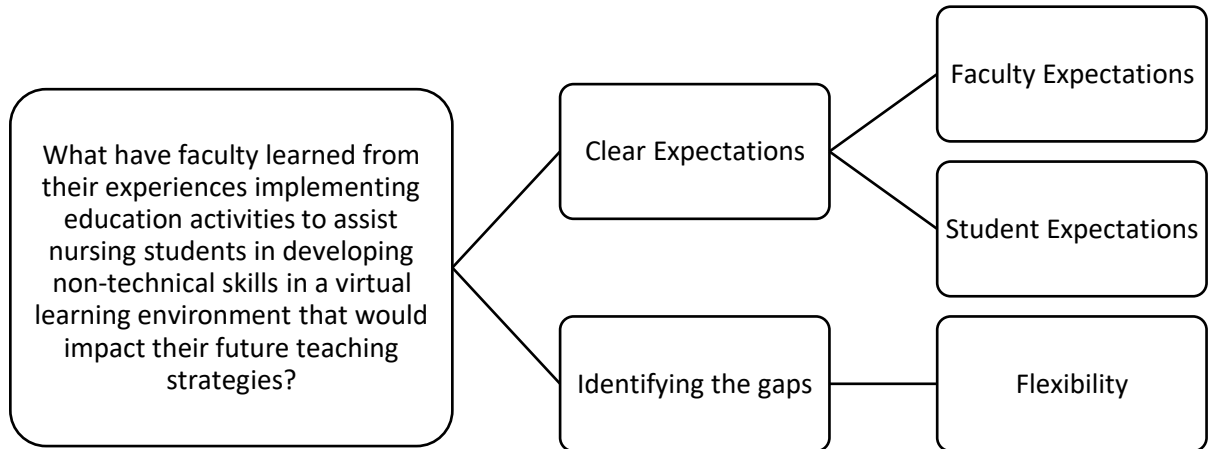 What have faculty learned from
their experiences implementing
education activities to assist
nursing students in developing
non-technical skills in a virtual
learning environment that would
impact their future teaching
strategies?
Clear Expectations
Faculty Expectations
Student Expectations
Identifying the gaps
Flexibility